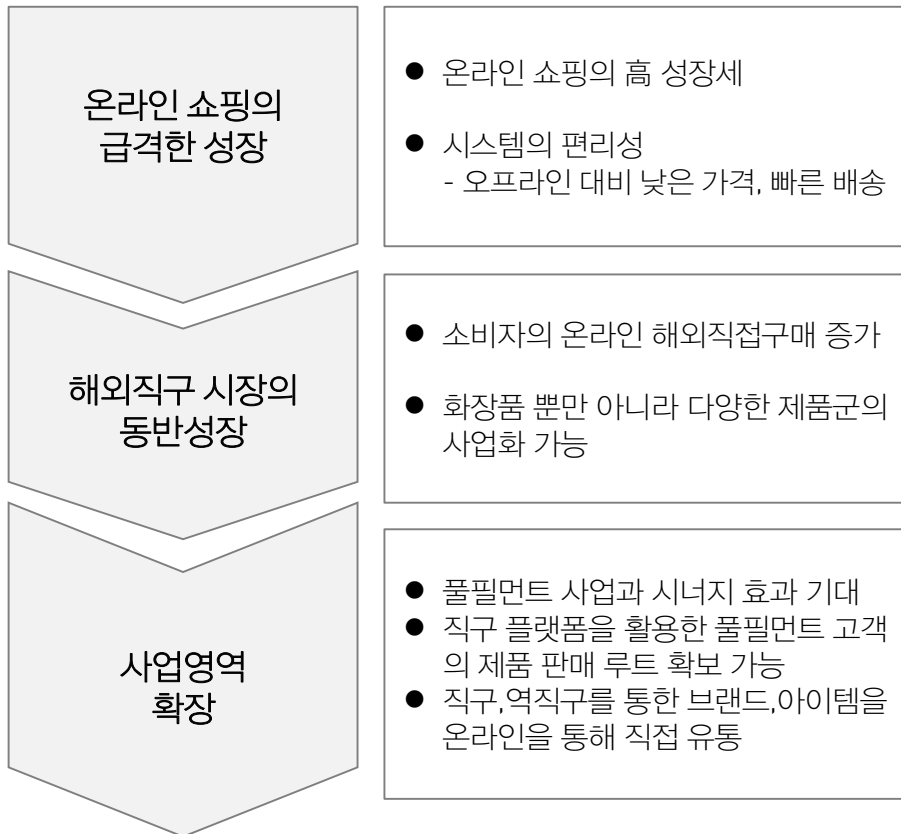 온라인 쇼핑의
급격한 성장
● 온라인 쇼핑의 高 성장세
● 시스템의 편리성
- 오프라인 대비 낮은 가격, 빠른 배송
해외직구 시장의
동반성장
● 소비자의 온라인 해외직접구매 증가
● 화장품 뿐만 아니라 다양한 제품군의
사업화 가능
사업영역
확장
● 풀필먼트 사업과 시너지 효과 기대
● 직구 플랫폼을 활용한 풀필먼트 고객
의 제품 판매 루트 확보 가능
● 직구,역직구를 통한 브랜드,아이템을
온라인을 통해 직접 유통